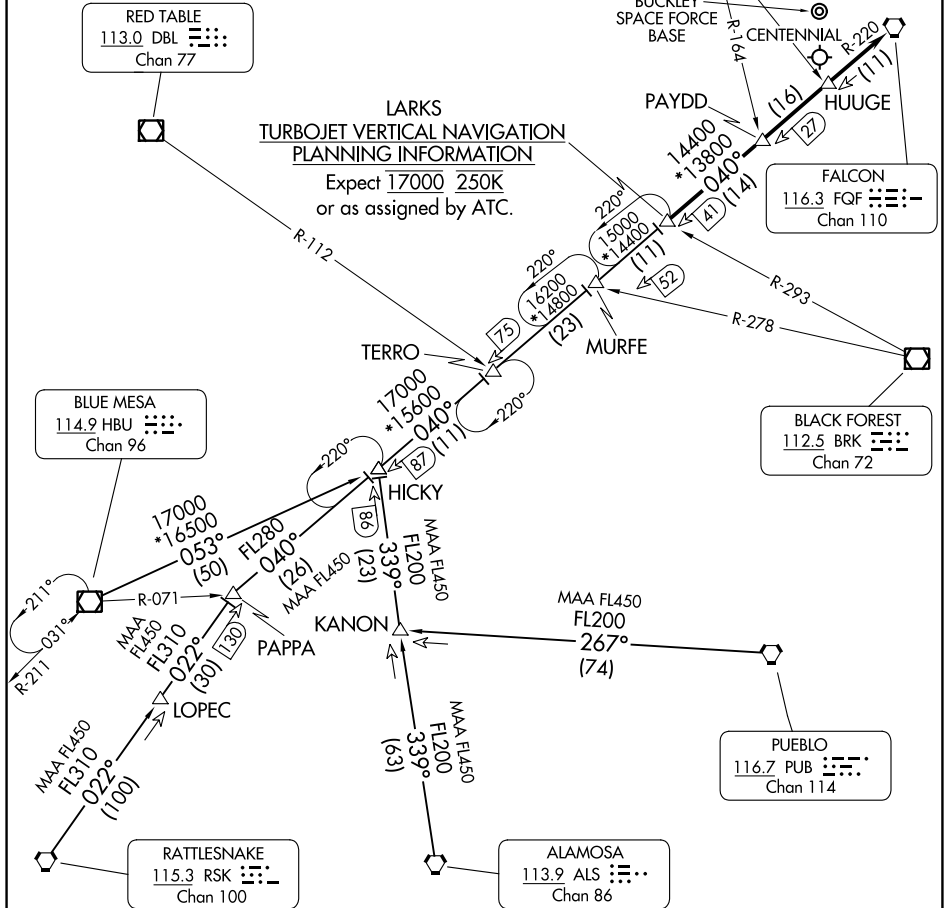 RED TABLE
113.0 DBL
Chan 77
BUCKLEY
SPACE FORCE
BASE
CENTENNIAL
R-164
R-220
(11)
HUUGE
(16)
PAYDD
27
LARKS
TURBOJET VERTICAL NAVIGATION
PLANNING INFORMATION
Expect 17000 250K
or as assigned by ATC.
14400
*13800
040°
(14)
FALCON
116.3 FQF
Chan 110
R-112
220°
15000
*14400
(11)
41
220°
16200
*14800
(23)
52
R-293
R-278
MURFE
75
TERRO
220°
BLACK FOREST
112.5 BRK
Chan 72
BLUE MESA
114.9 HBU
Chan 96
17000
*15600
040°
(11)
87
220°
HICKY
86
17000
*16500
053°
(50)
FL280
040°
(26)
MAA FL450
MAA FL450
FL200
339°
(23)
211°
031°
R-211
R-071
130
PAPPA
KANON
MAA FL450
FL200
267°
(74)
MAA
FL450
FL310
022°
(30)
LOPEC
MAA FL450
FL310
022°
(100)
MAA FL450
FL200
339°
(63)
PUEBLO
116.7 PUB
Chan 114
RATTLESNAKE
115.3 RSK
Chan 100
ALAMOSA
113.9 ALS
Chan 86